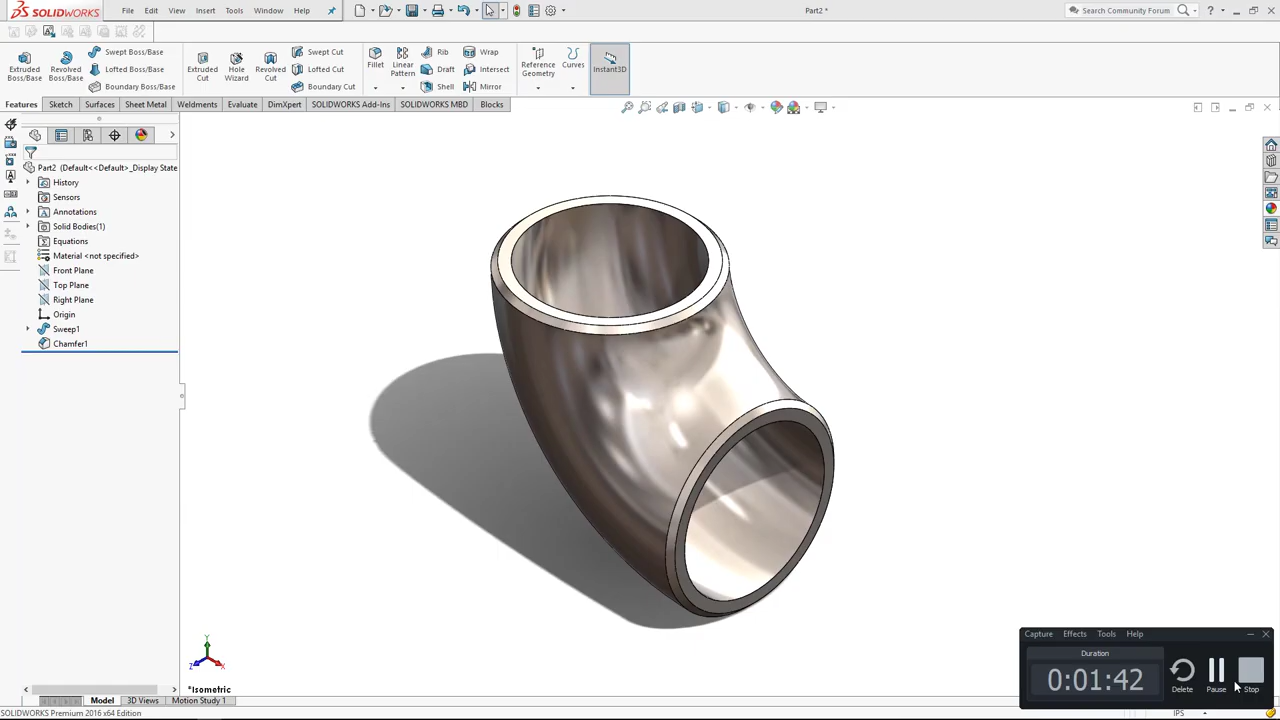 SOLIDWORKS
File Edit View Insert Tools Window Help
Part2 *
Search Community Forum
Extruded Boss/Base
Revolved Boss/Base
Swept Boss/Base
Lofted Boss/Base
Boundary Boss/Base
Extruded Cut
Hole Wizard
Revolved Cut
Swept Cut
Lofted Cut
Boundary Cut
Fillet
Linear Pattern
Rib
Draft
Shell
Wrap
Intersect
Mirror
Reference Geometry
Curves
Instant3D
Features Sketch Surfaces Sheet Metal Weldments Evaluate DimXpert SOLIDWORKS Add-Ins SOLIDWORKS MBD Blocks
Part2 (Default<<Default>_Display State
History
Sensors
Annotations
Solid Bodies(1)
Equations
Material <not specified>
Front Plane
Top Plane
Right Plane
Origin
Sweep1
Chamfer1
Y
Z X
*Isometric
Capture Effects Tools Help
Duration
0:01:42
Delete Pause Stop
Model 3D Views Motion Study 1
SOLIDWORKS Premium 2016 x64 Edition
IPS